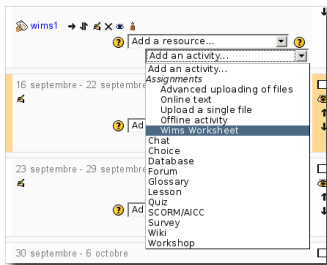 wims1
Add a resource...
Add an activity...
Add an activity...
Assignments
16 septembre - 22 septembre
Advanced uploading of files
Online text
Upload a single file
Offline activity
Ad
Wims Worksheet
Chat
Choice
Database
23 septembre - 29 septembre
Forum
Glossary
Lesson
Ad
Quiz
SCORM/AICC
Survey
Wiki
Workshop
30 septembre - 6 octobre